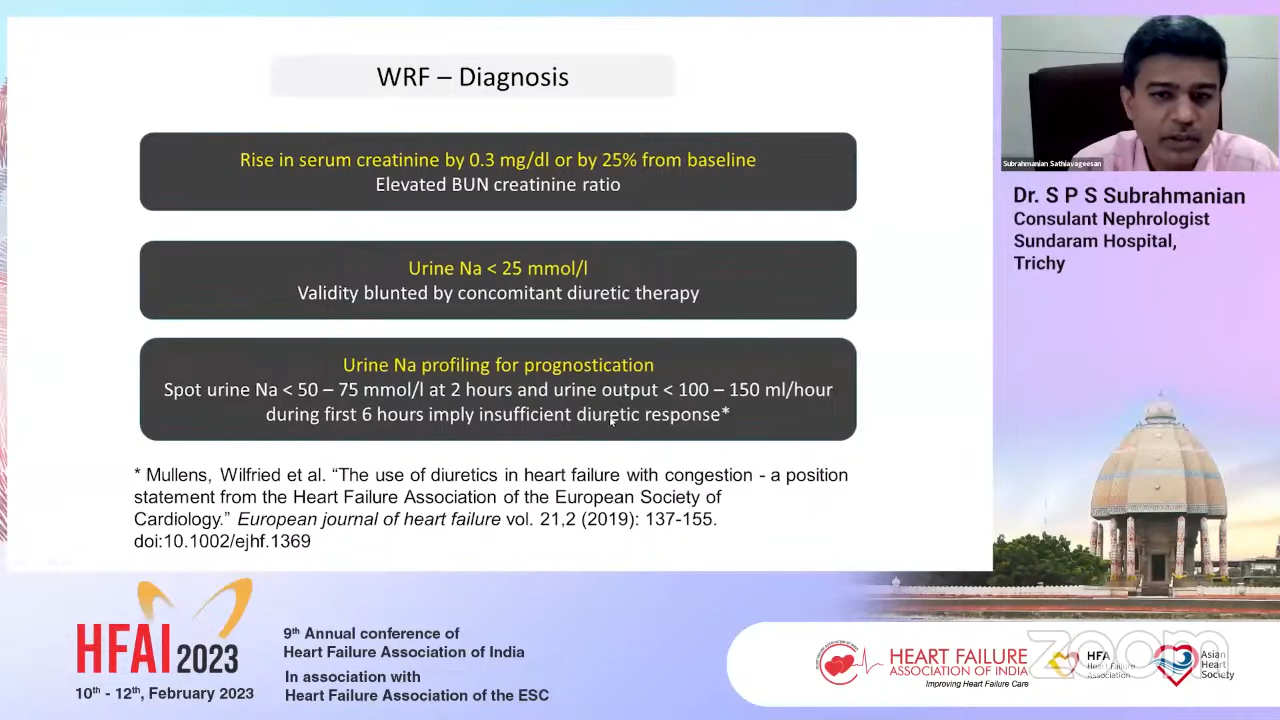 WRF – Diagnosis
Rise in serum creatinine by 0.3 mg/dl or by 25% from baseline
Elevated BUN creatinine ratio
Urine Na < 25 mmol/l
Validity blunted by concomitant diuretic therapy
Urine Na profiling for prognostication
Spot urine Na < 50 – 75 mmol/l at 2 hours and urine output < 100 – 150 ml/hour
during first 6 hours imply insufficient diuretic response*
* Mullens, Wilfried et al. “The use of diuretics in heart failure with congestion - a position
statement from the Heart Failure Association of the European Society of
Cardiology.” European journal of heart failure vol. 21,2 (2019): 137-155.
doi:10.1002/ejhf.1369
Subrahmanian Sathiavageesan
Dr. S P S Subrahmanian
Consulant Nephrologist
Sundaram Hospital,
Trichy
HFAI 2023
10th - 12th, February 2023
9th Annual conference of
Heart Failure Association of India
In association with
Heart Failure Association of the ESC
HEART FAILURE
ASSOCIATION OF INDIA
Improving Heart Failure Care
HFA
Heart Failure
Association
zoom
Asian
Heart
Society